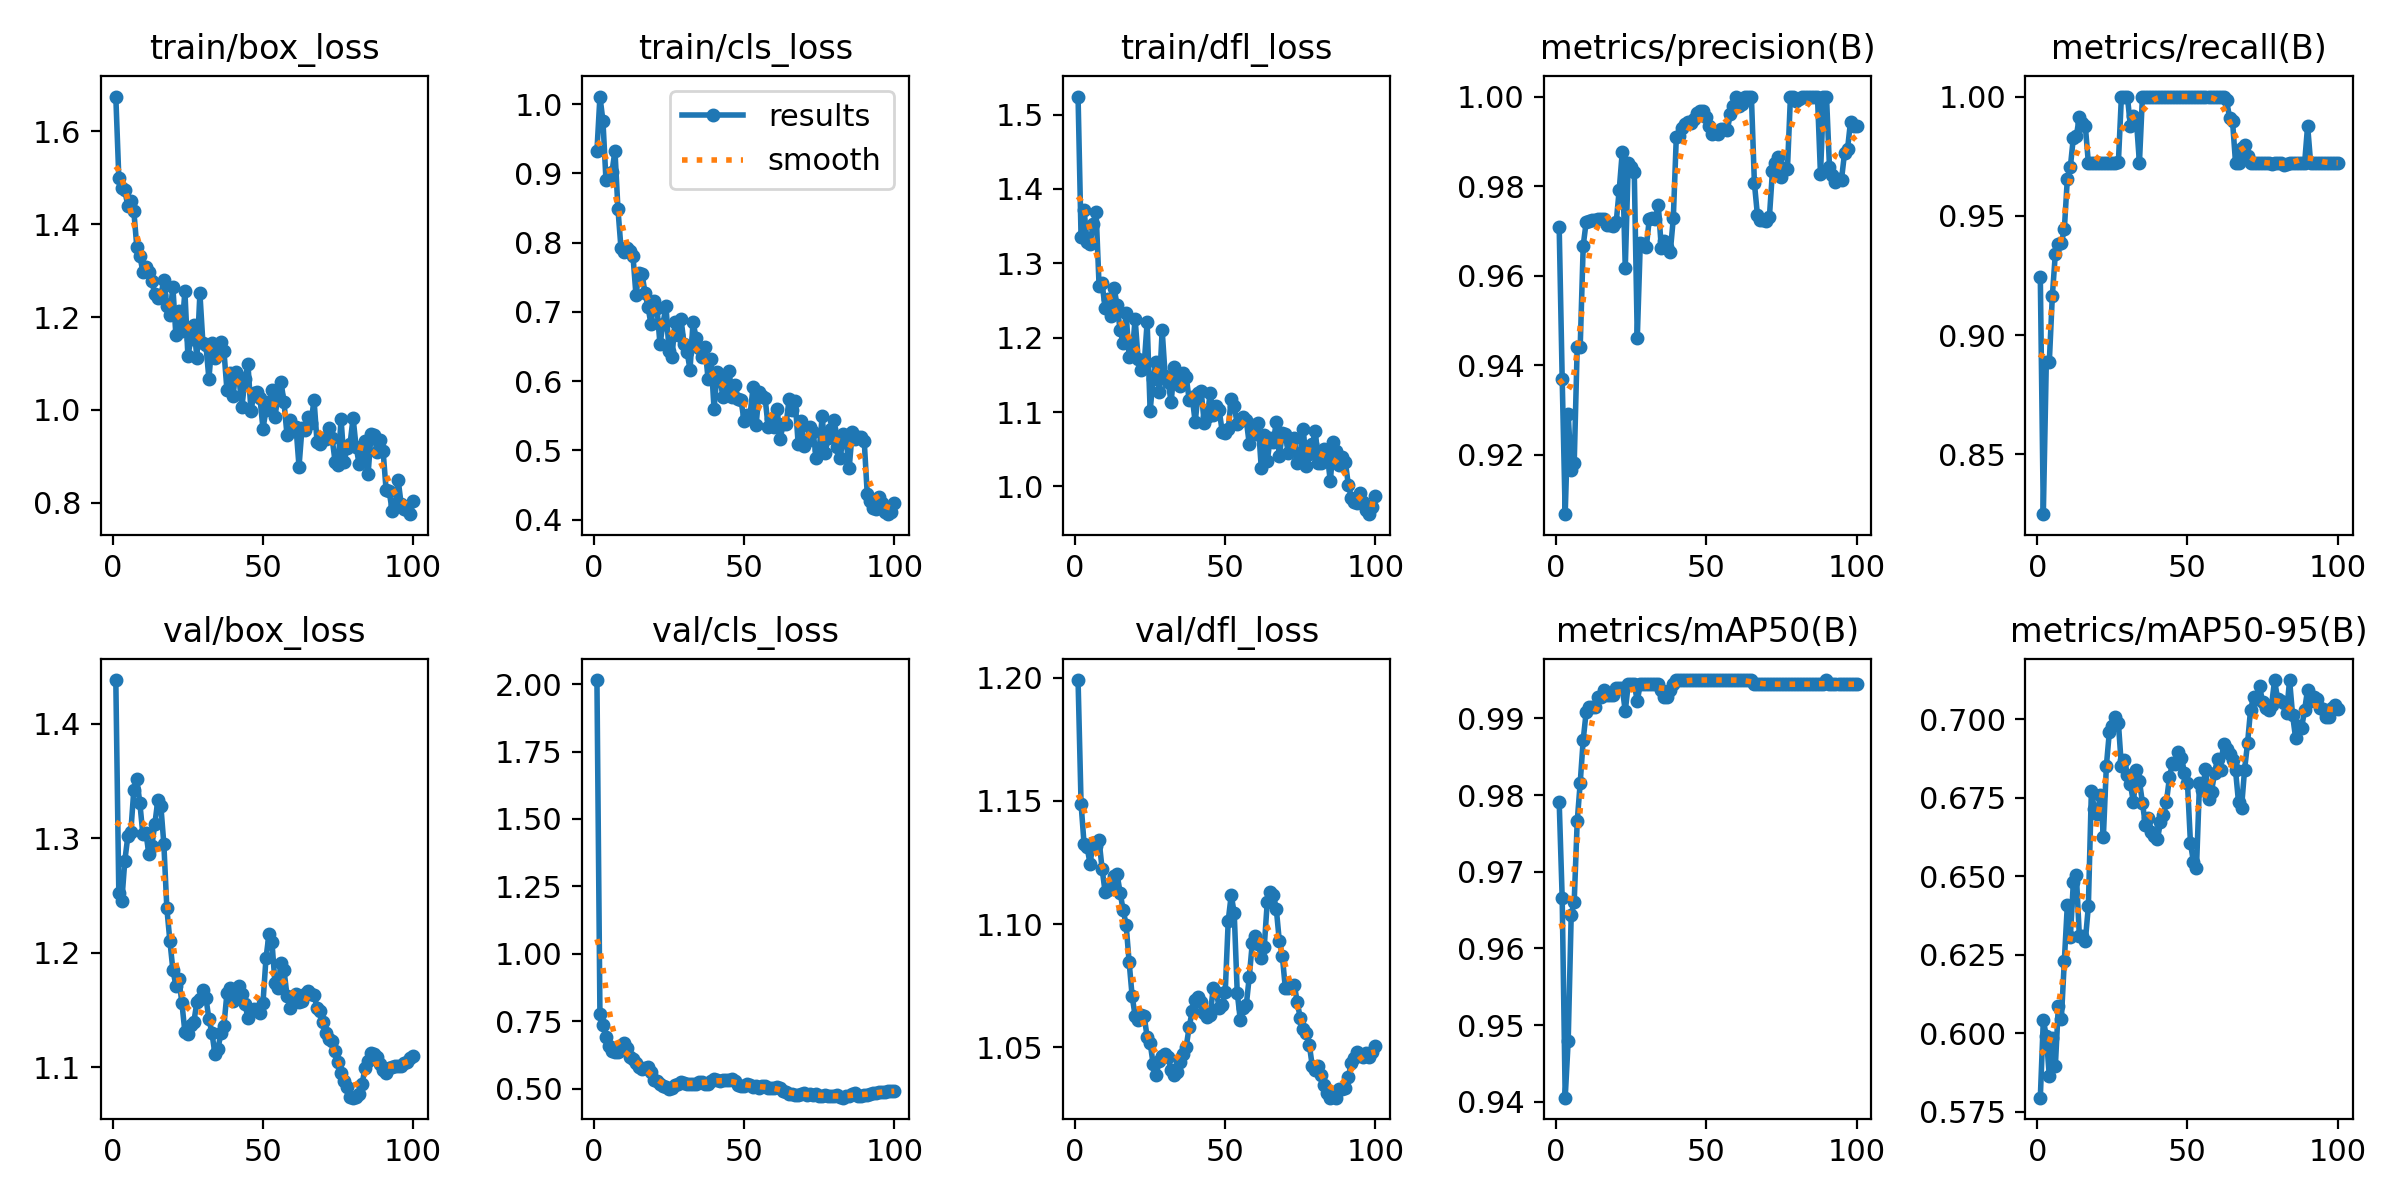 train/box_loss
1.6
1.4
1.2
1.0
0.8
0 50 100
train/cls_loss
results
smooth
1.0
0.9
0.8
0.7
0.6
0.5
0.4
0 50 100
train/dfl_loss
1.5
1.4
1.3
1.2
1.1
1.0
0 50 100
metrics/precision(B)
1.00
0.98
0.96
0.94
0.92
0 50 100
metrics/recall(B)
1.00
0.95
0.90
0.85
0 50 100
val/box_loss
1.4
1.3
1.2
1.1
0 50 100
val/cls_loss
2.00
1.75
1.50
1.25
1.00
0.75
0.50
0 50 100
val/dfl_loss
1.20
1.15
1.10
1.05
0 50 100
metrics/mAP50(B)
0.99
0.98
0.97
0.96
0.95
0.94
0 50 100
metrics/mAP50-95(B)
0.700
0.675
0.650
0.625
0.600
0.575
0 50 100